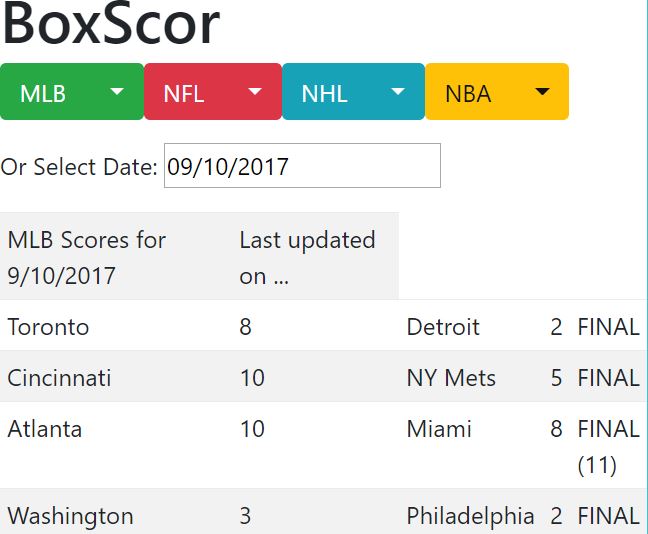 BoxScor
MLB NFL NHL NBA
Or Select Date: 09/10/2017
MLB Scores for Last updated
9/10/2017 on ...
Toronto 8 Detroit 2 FINAL
Cincinnati 10 NY Mets 5 FINAL
Atlanta 10 Miami 8 FINAL
(11)
Washington 3 Philadelphia 2 FINAL